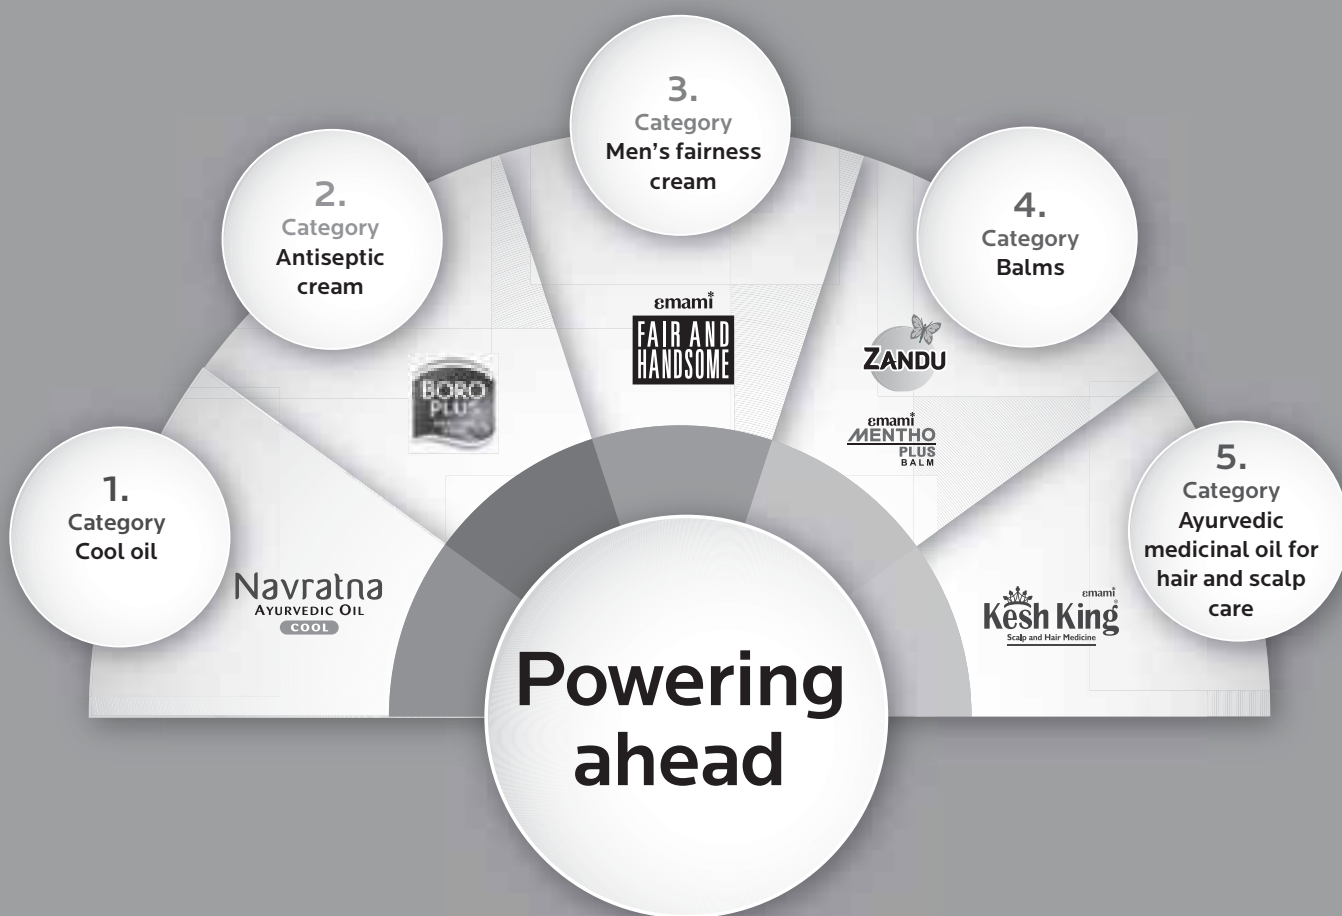 1.
Category
Cool oil
Navratna
AYURVEDIC OIL
COOL
2.
Category
Antiseptic
cream
BORO
PLUS
3.
Category
Men's fairness
cream
emami*
FAIR AND
HANDSOME
4.
Category
Balms
ZANDU
emami*
MENTHO
PLUS
BALM
5.
Category
Ayurvedic
medicinal oil for
hair and scalp
care
emami*
Kesh King
Scalp and Hair Medicine
Powering
ahead